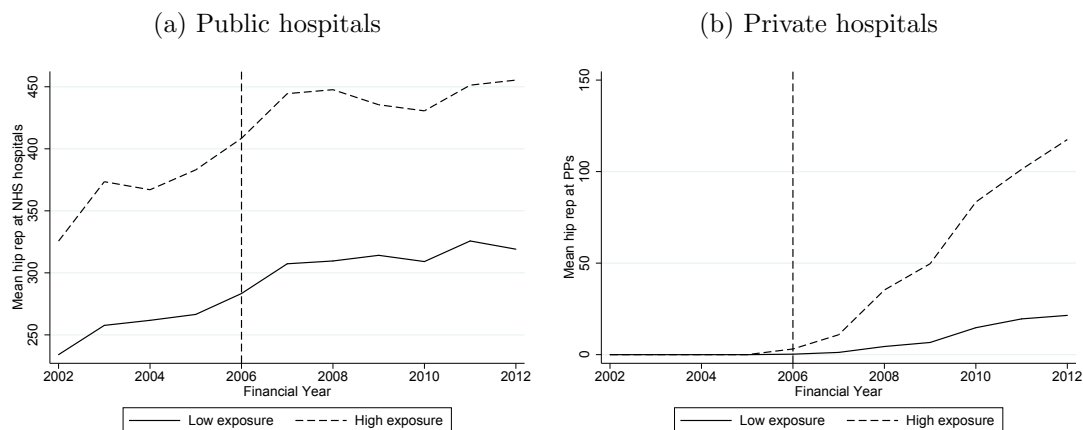 (a) Public hospitals
Mean hip rep at NHS hospitals
450
400
350
300
250
2002 2004 2006 2008 2010 2012
Financial Year
Low exposure High exposure
(b) Private hospitals
Mean hip rep at PPs
150
100
50
0
2002 2004 2006 2008 2010 2012
Financial Year
Low exposure High exposure